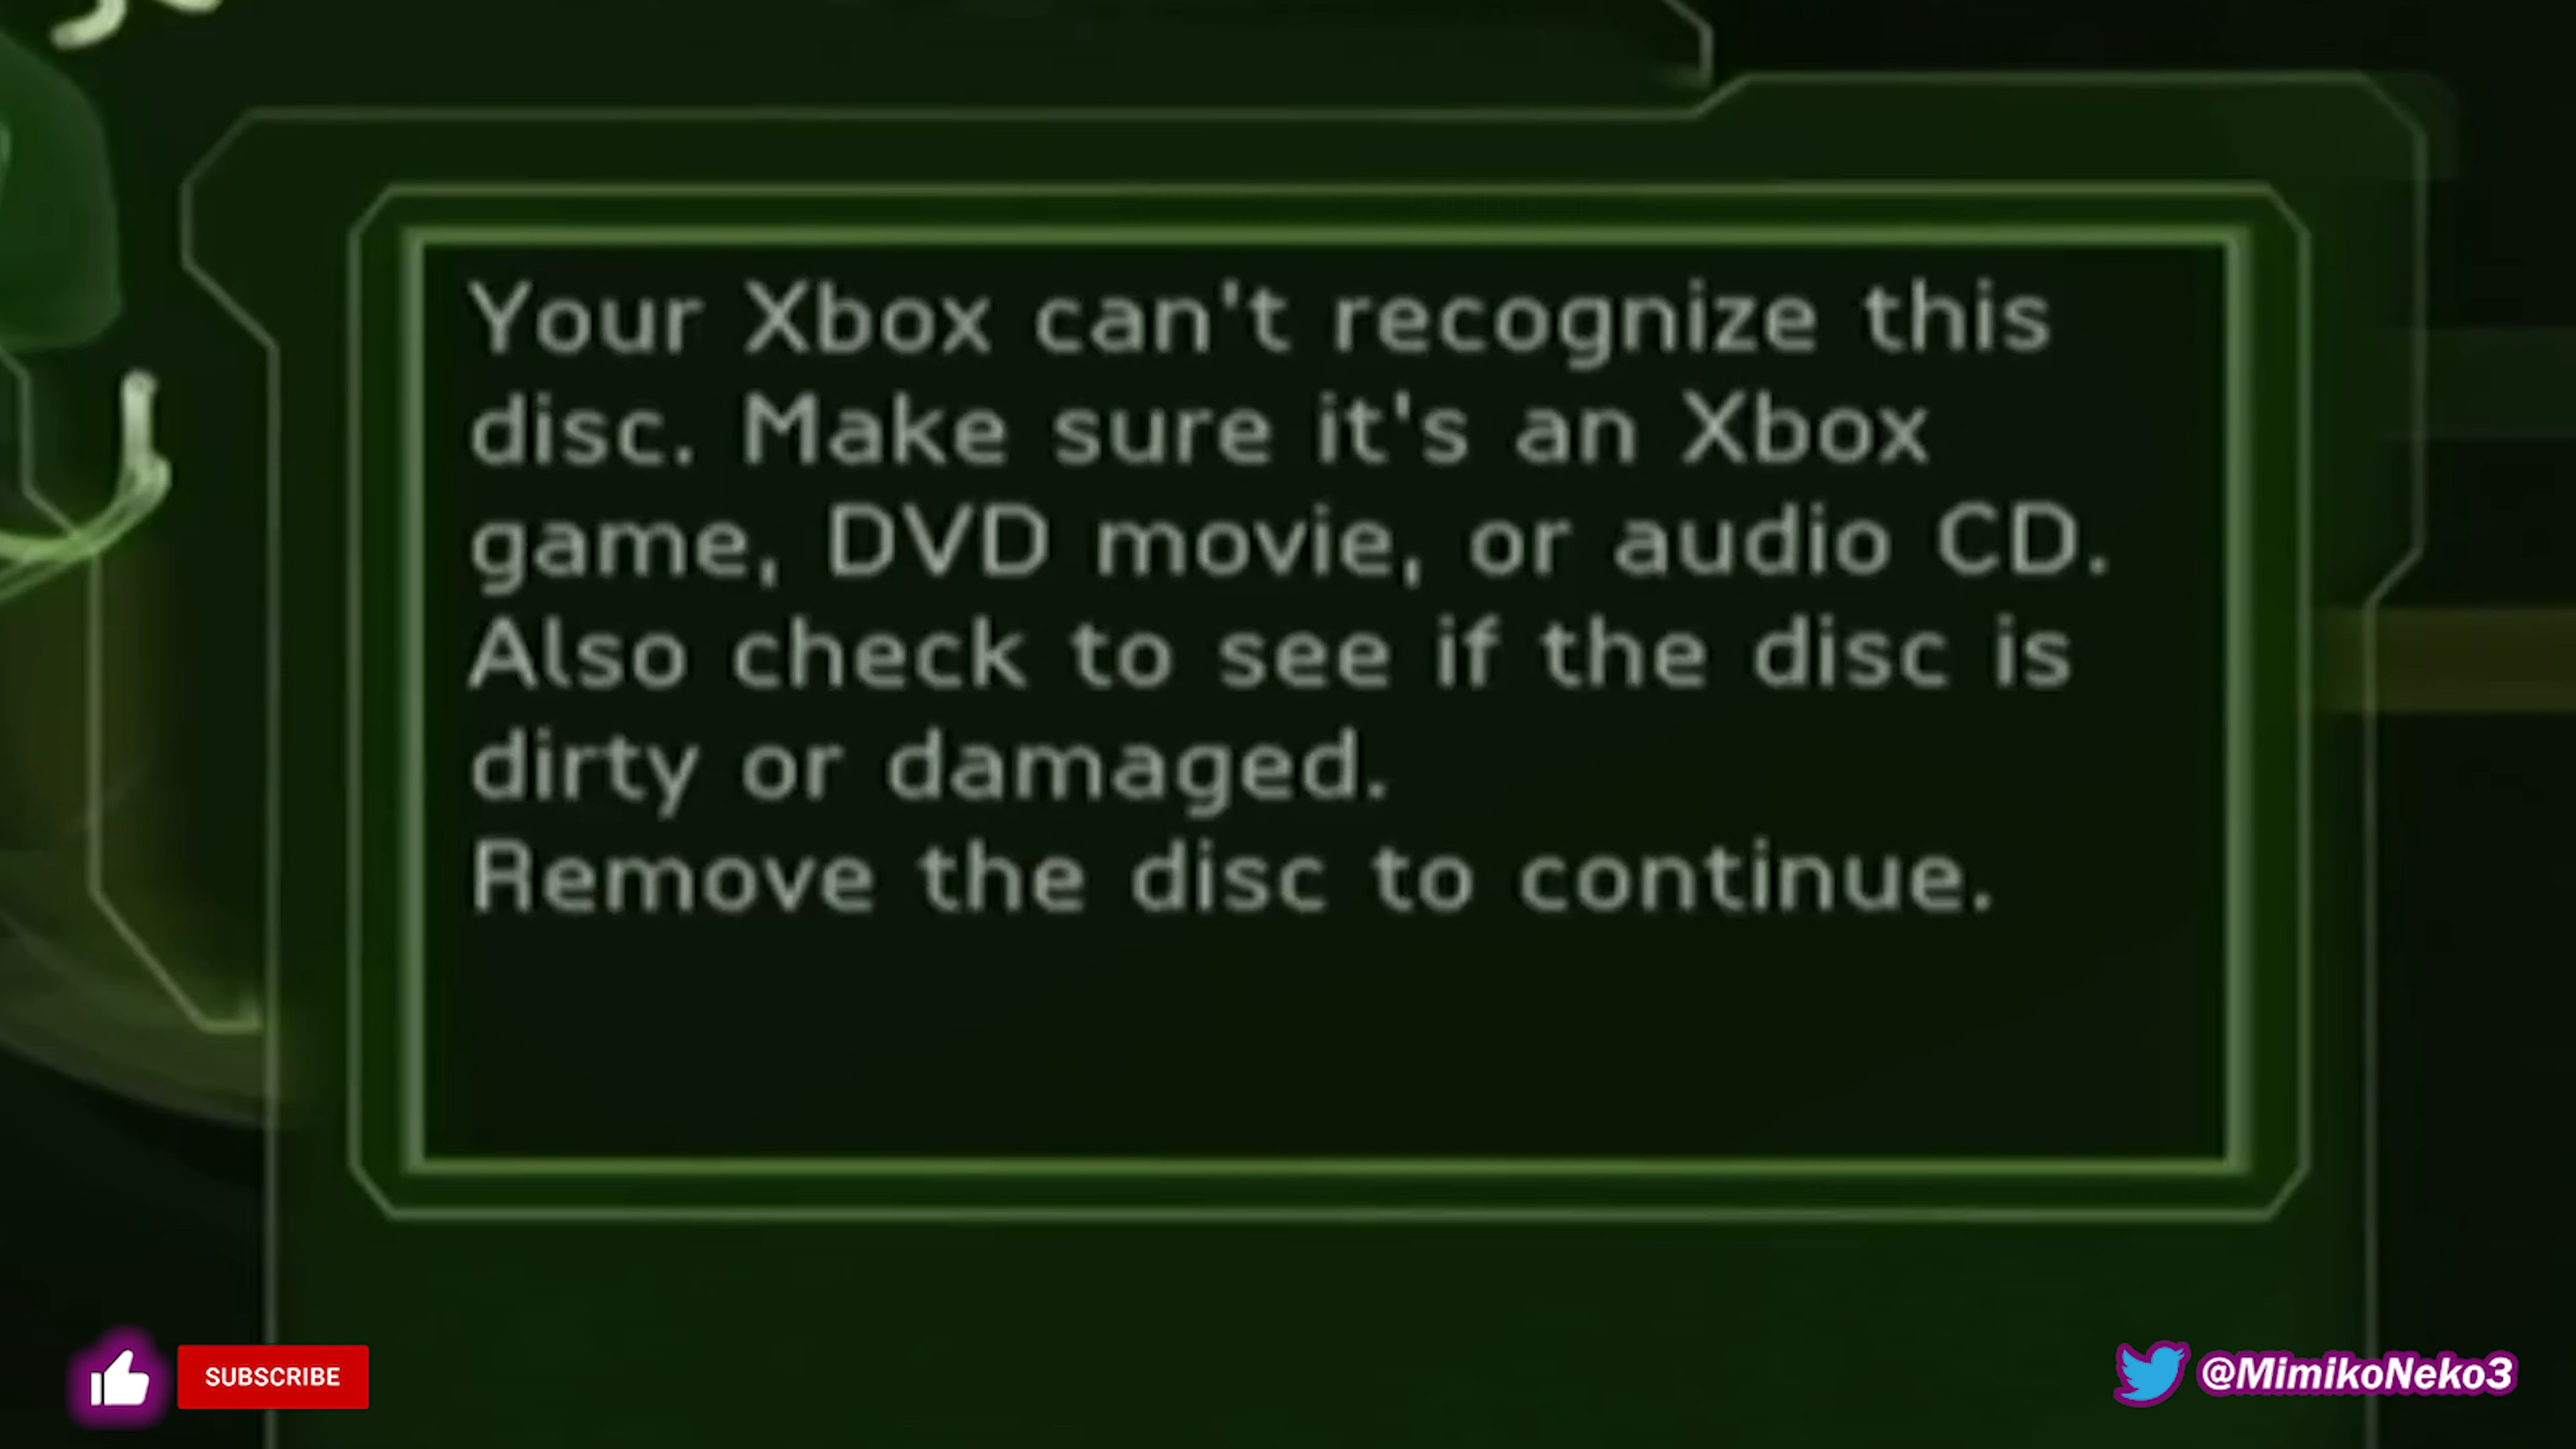 Your Xbox can't recognize this
disc. Make sure it's an Xbox
game, DVD movie, or audio CD.
Also check to see if the disc is
dirty or damaged.
Remove the disc to continue.
SUBSCRIBE
@MimikoNeko3